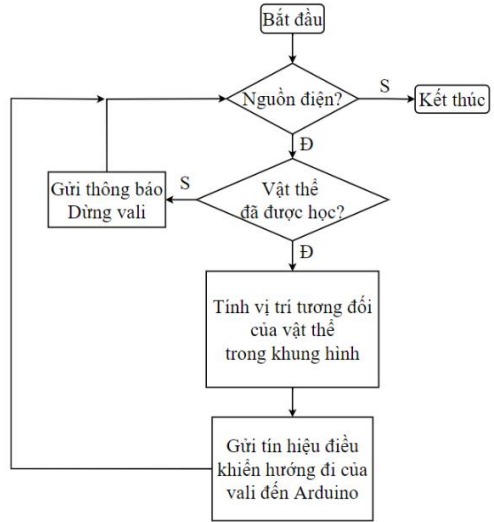 Bắt đầu
Nguồn điện?
S
Kết thúc
Đ
Gửi thông báo
Dừng vali
S
Vật thể
đã được học?
Đ
Tính vị trí tương đối
của vật thể
trong khung hình
Gửi tín hiệu điều
khiển hướng đi của
vali đến Arduino